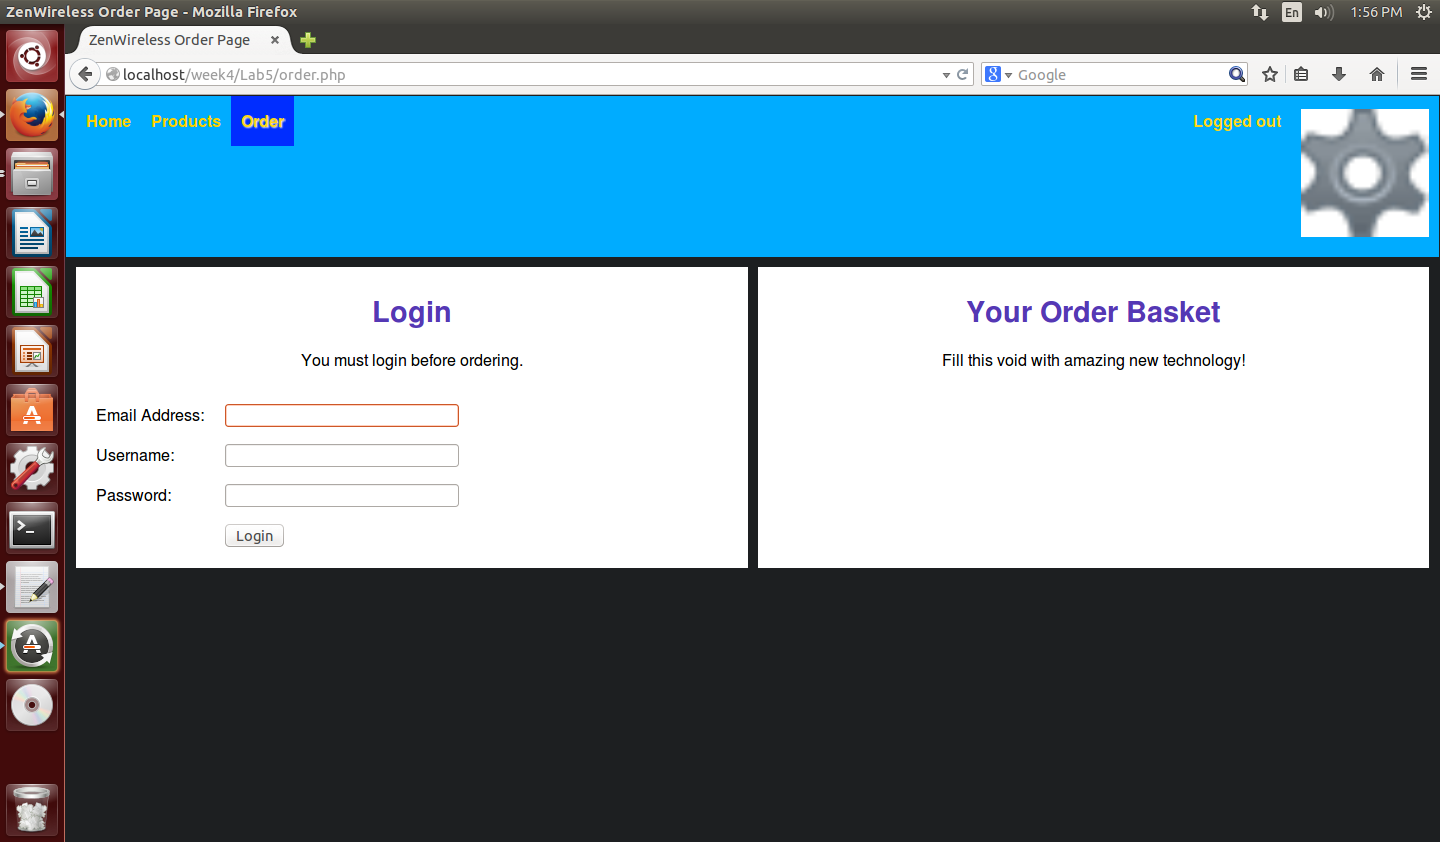 ZenWireless Order Page - Mozilla Firefox
En
1:56 PM
ZenWireless Order Page
localhost/week4/Lab5/order.php
Google
Home
Products
Order
Logged out
Login
You must login before ordering.
Email Address:
Username:
Password:
Login
Your Order Basket
Fill this void with amazing new technology!